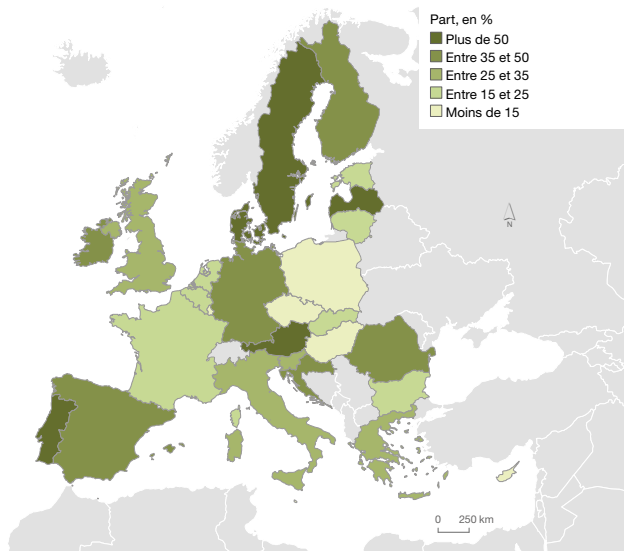 Part, en %
Plus de 50
Entre 35 et 50
Entre 25 et 35
Entre 15 et 25
Moins de 15
N
0 250 km